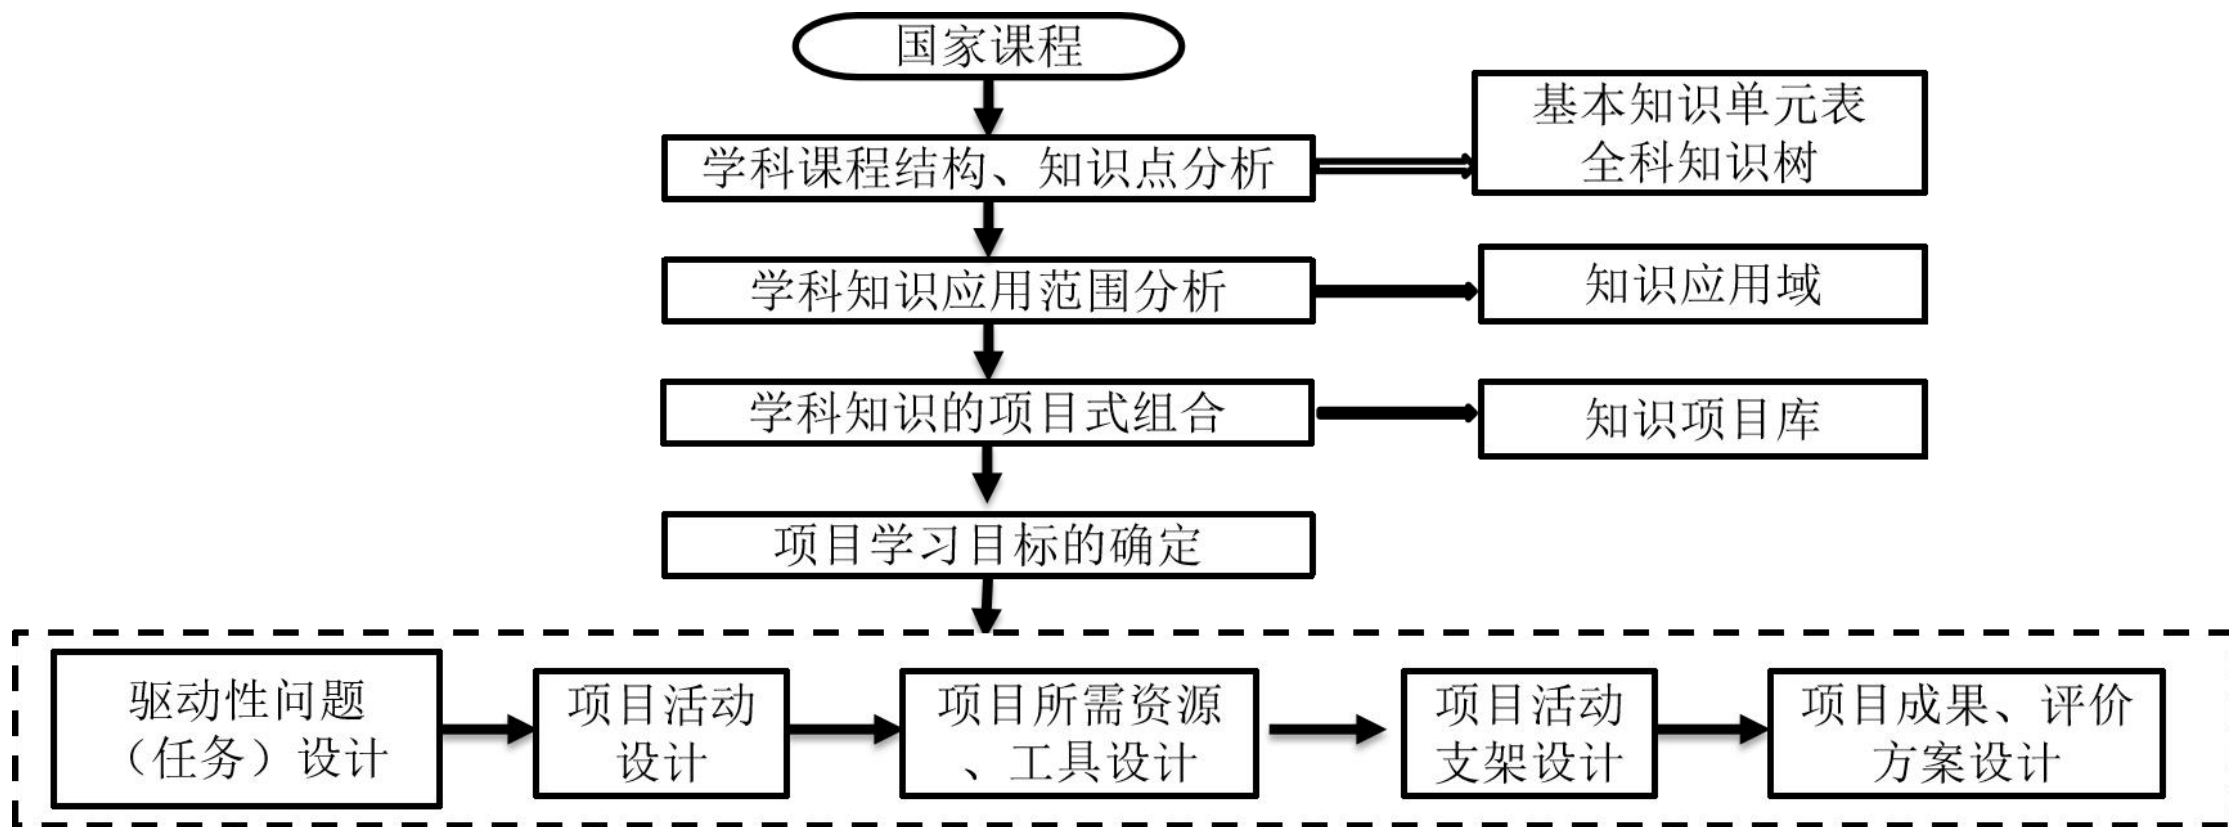 国家课程
学科课程结构、知识点分析
基本知识单元表
全科知识树
学科知识应用范围分析
知识应用域
学科知识的项目式组合
知识项目库
项目学习目标的确定
驱动性问题
（任务）设计
项目活动
设计
项目所需资源
、工具设计
项目活动
支架设计
项目成果、评价
方案设计